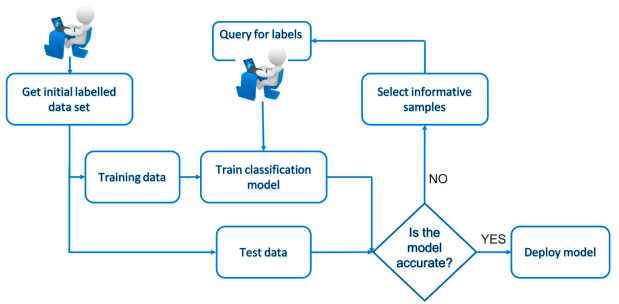 Query for labels
Get initial labelled
data set
Select informative
samples
Training data
Train classification
model
NO
Is the
model
accurate?
YES
Test data
Deploy model